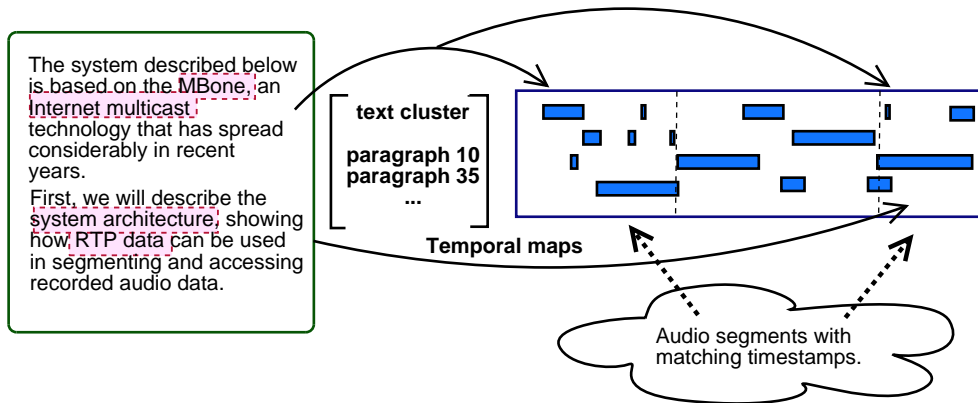 The system described below
is based on the MBone, an
Internet multicast
technology that has spread
considerably in recent
years.
First, we will describe the
system architecture, showing
how RTP data can be used
in segmenting and accessing
recorded audio data.
text cluster
paragraph 10
paragraph 35
...
Temporal maps
Audio segments with
matching timestamps.